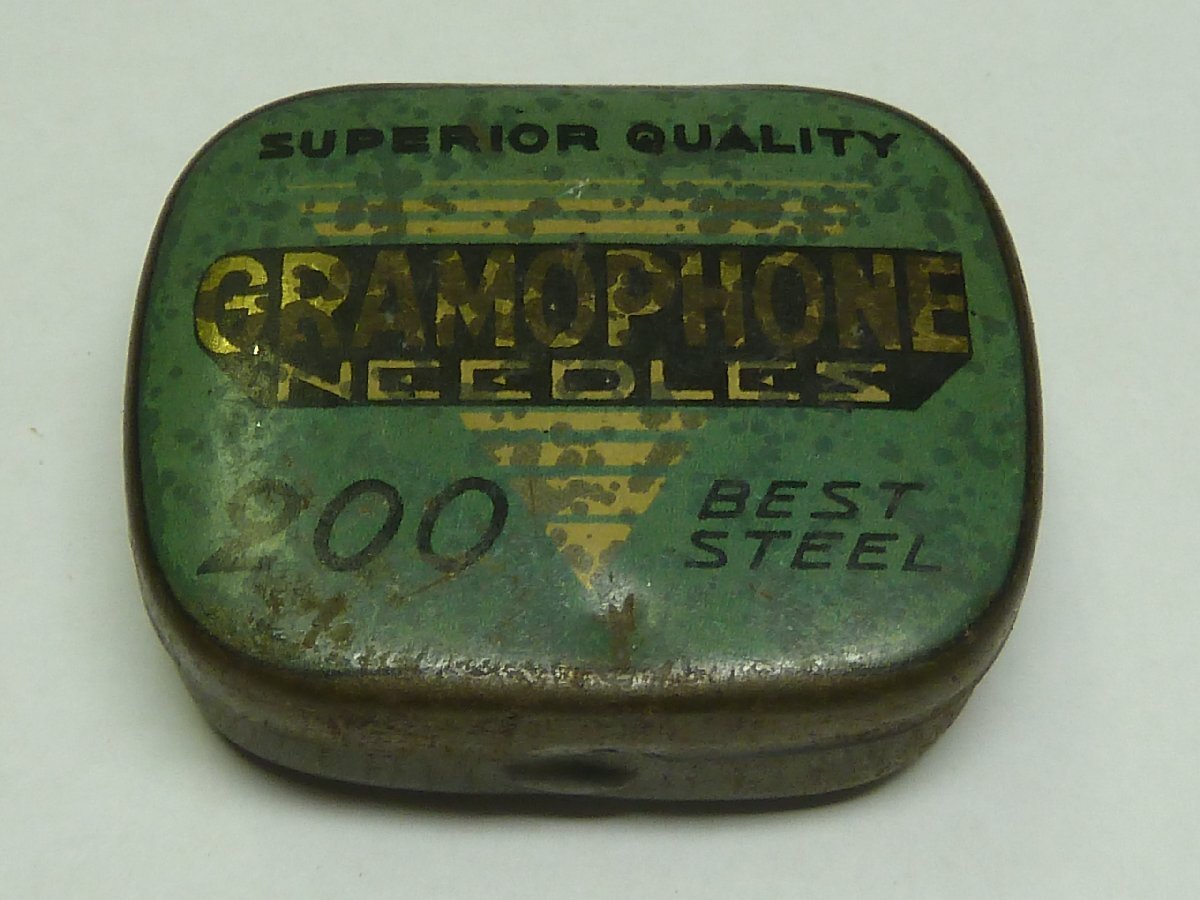 SUPERIOR QUALITY
GRAMOPHONE
NEEDLES
200
BEST
STEEL